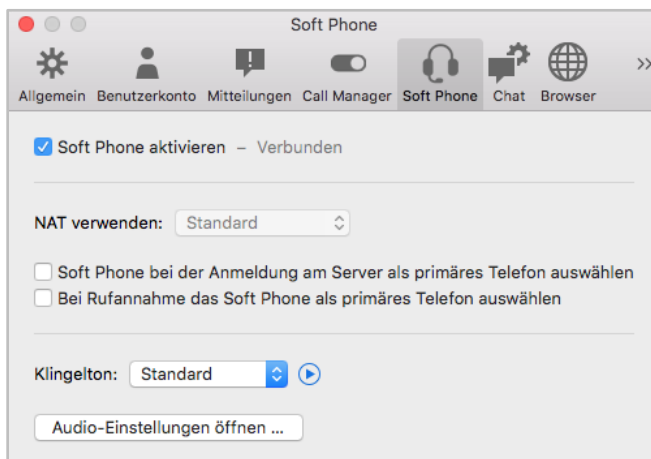 Soft Phone
Allgemein Benutzerkonto Mitteilungen Call Manager Soft Phone Chat Browser
Soft Phone aktivieren – Verbunden
NAT verwenden: Standard
Soft Phone bei der Anmeldung am Server als primäres Telefon auswählen
Bei Rufannahme das Soft Phone als primäres Telefon auswählen
Klingelton: Standard
Audio-Einstellungen öffnen ...